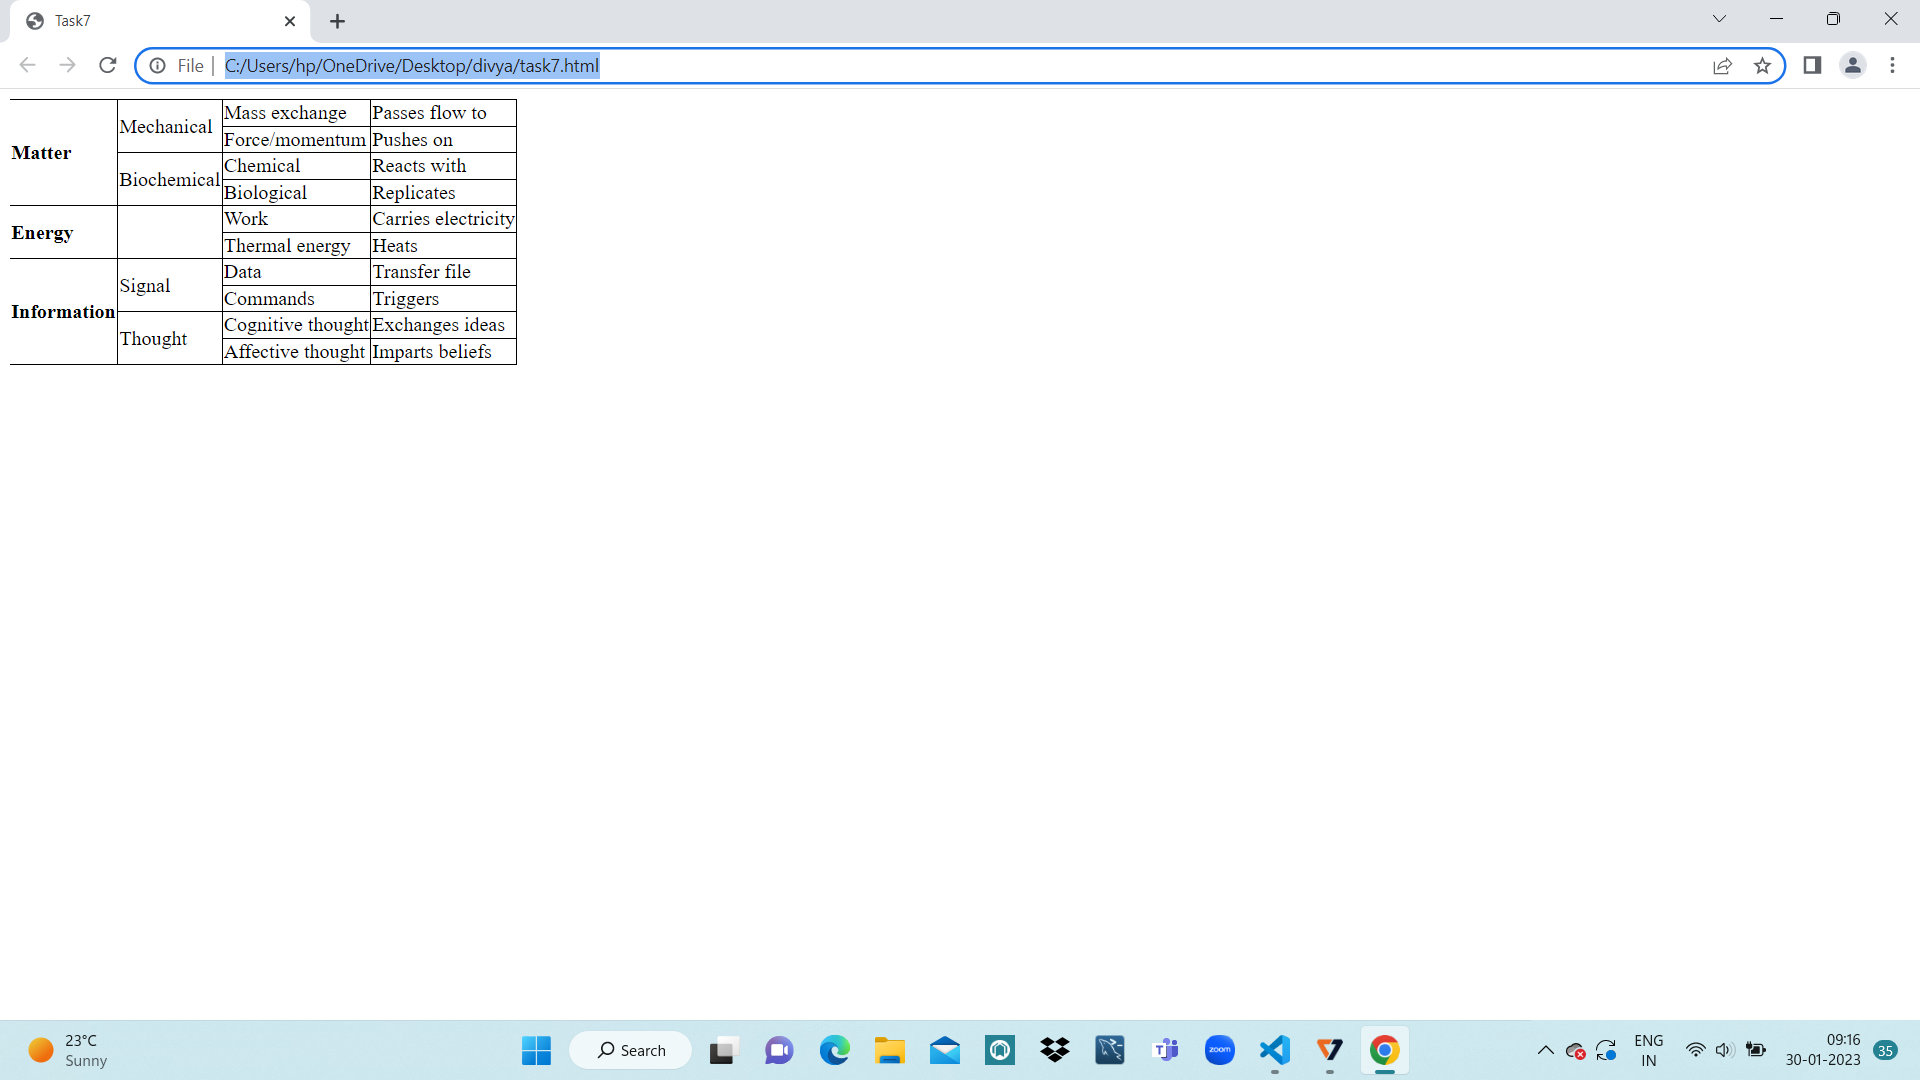 Task7
File
C:/Users/hp/OneDrive/Desktop/divya/task7.html
Matter Mechanical Mass exchange Passes flow to
Force/momentum Pushes on
Biochemical Chemical Reacts with
Biological Replicates
Energy Work Carries electricity
Thermal energy Heats
Information Signal Data Transfer file
Commands Triggers
Thought Cognitive thought Exchanges ideas
Affective thought Imparts beliefs
23°C
Sunny
Search
zoom
ENG
IN
09:16
30-01-2023
35